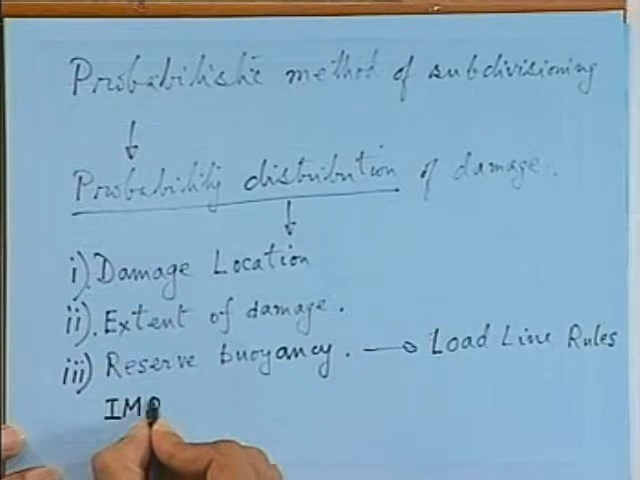 Probabilistic method of subdivisioning
Probability distribution of damage.
i). Damage Location
ii). Extent of damage.
iii) Reserve buoyancy. → Load Line Rules
IMO